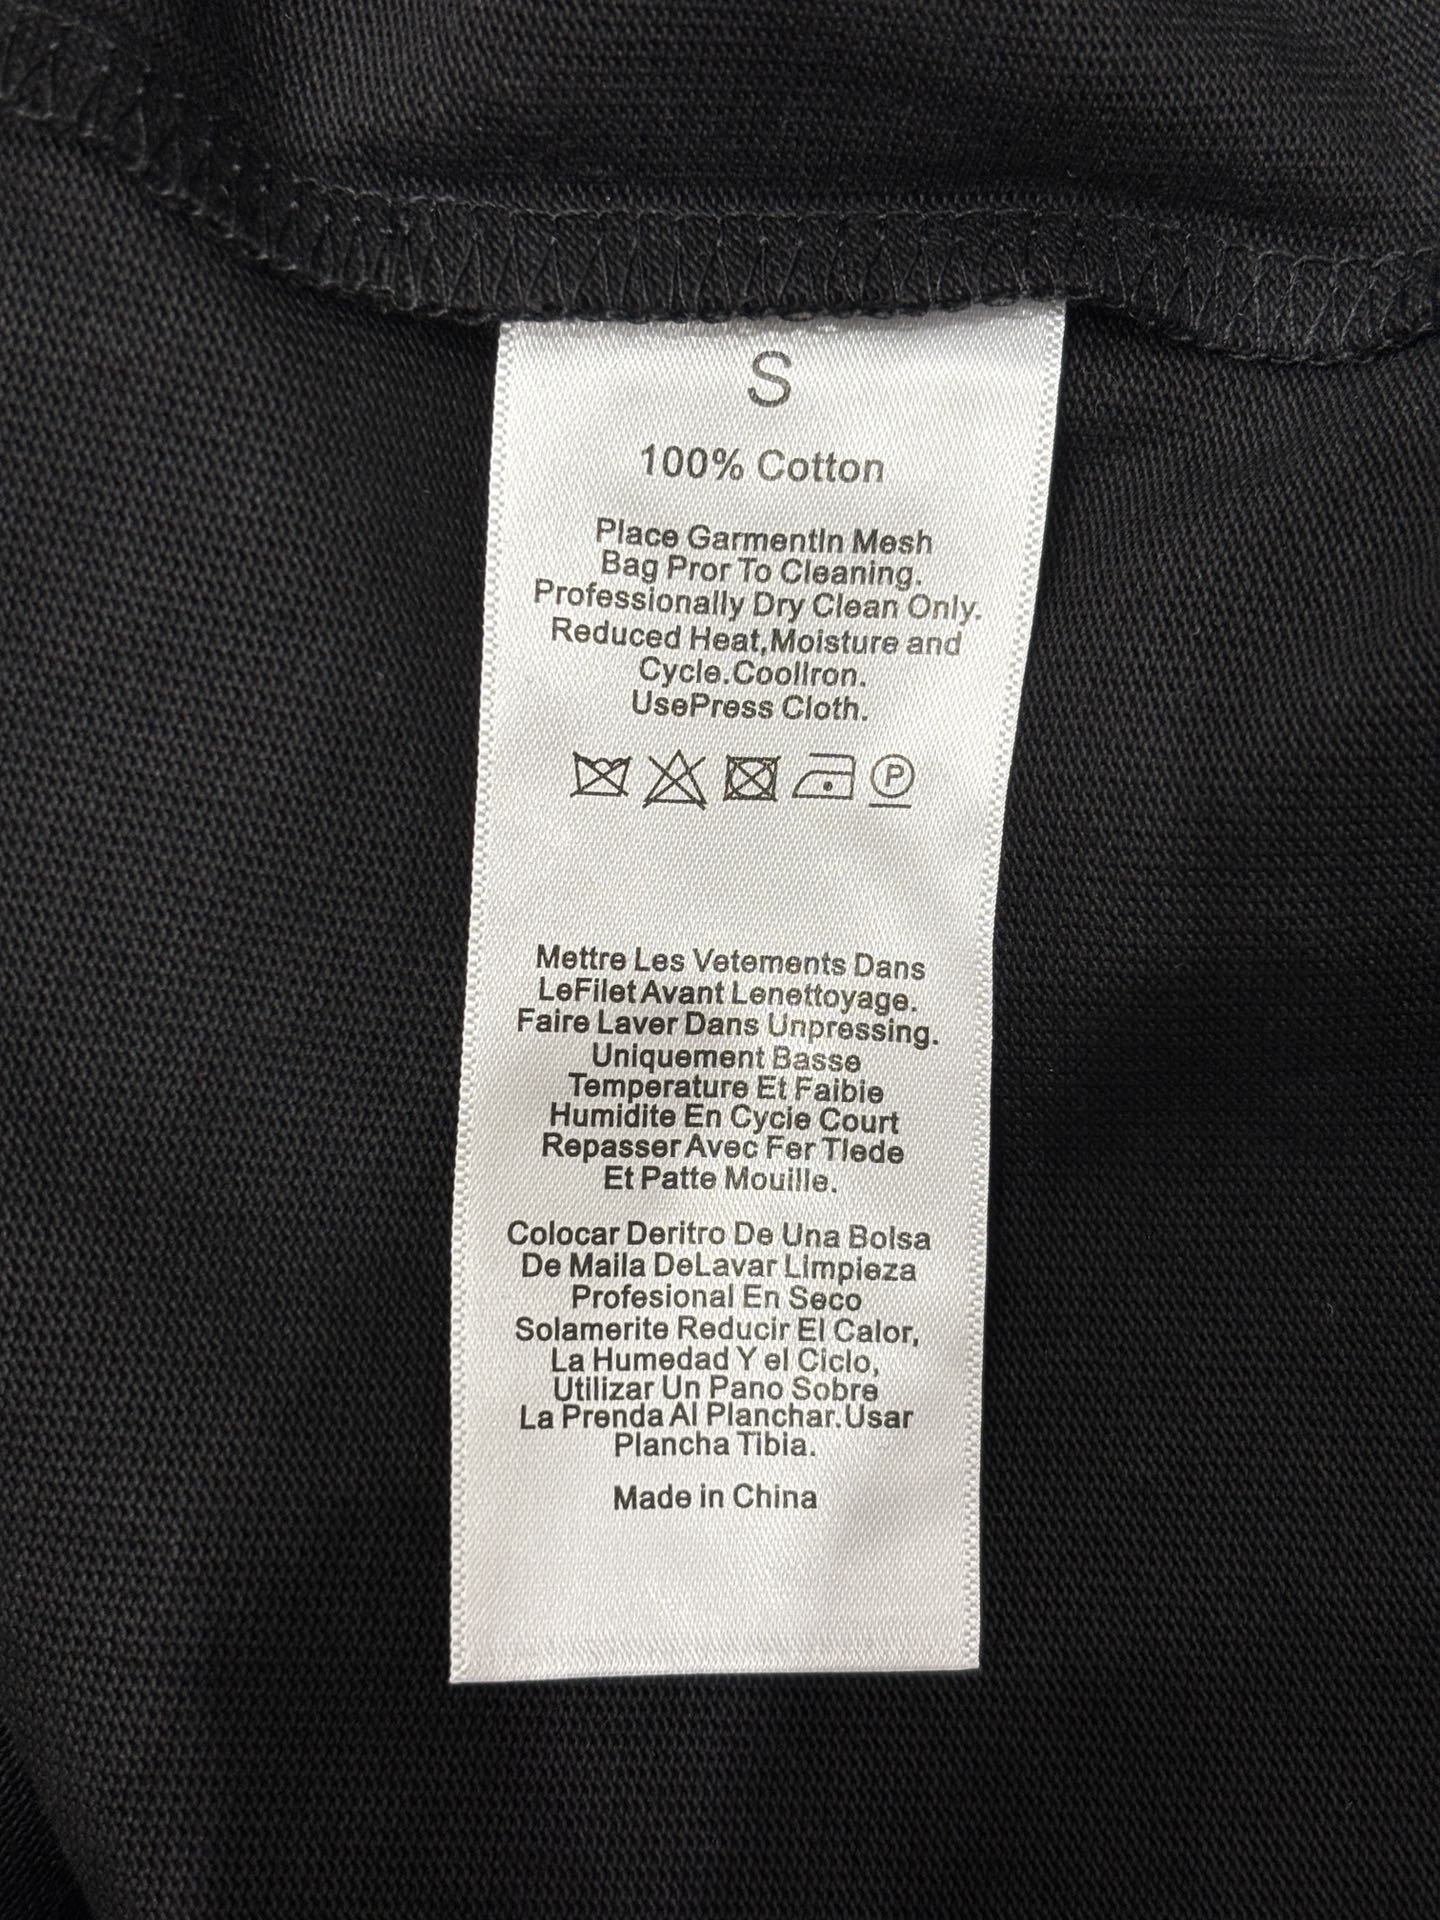 S
100% Cotton
Place GarmentIn Mesh
Bag Pror To Cleaning.
Professionally Dry Clean Only.
Reduced Heat,Moisture and
Cycle.CoolIron.
UsePress Cloth.
P
Mettre Les Vetements Dans
LeFilet Avant Lenettoyage.
Faire Laver Dans Unpressing.
Uniquement Basse
Temperature Et Faibie
Humidite En Cycie Court
Repasser Avec Fer Tlede
Et Patte Mouille.
Colocar Deritro De Una Bolsa
De Maila DeLavar Limpieza
Profesional En Seco
Solamerite Reducir El Calor,
La Humedad Y el Ciclo,
Utilizar Un Pano Sobre
La Prenda Al Planchar.Usar
Plancha Tibia.
Made in China